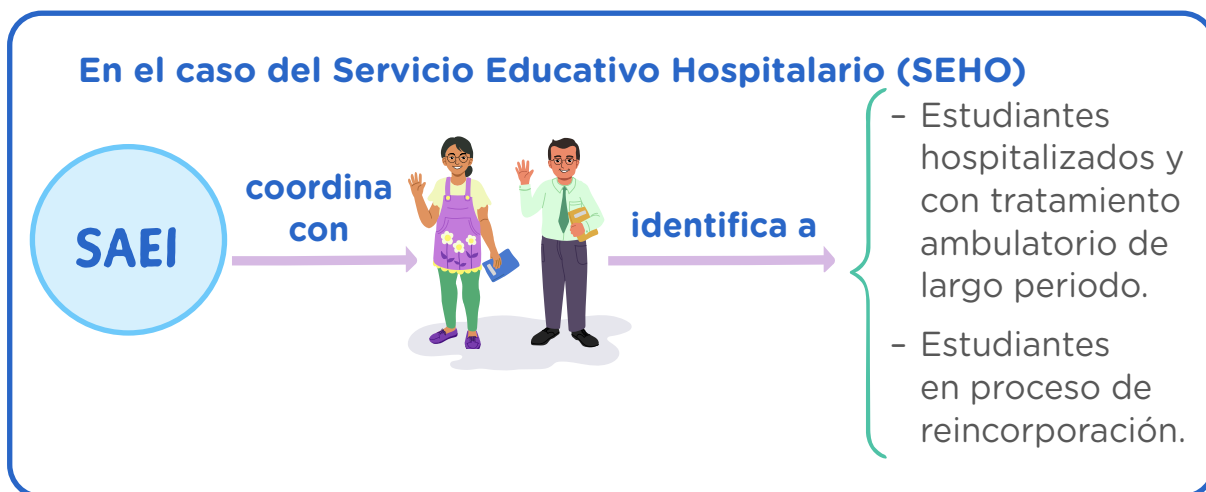 En el caso del Servicio Educativo Hospitalario (SEHO)
SAEI
coordina
con
identifica a
– Estudiantes
hospitalizados y
con tratamiento
ambulatorio de
largo periodo.
– Estudiantes
en proceso de
reincorporación.